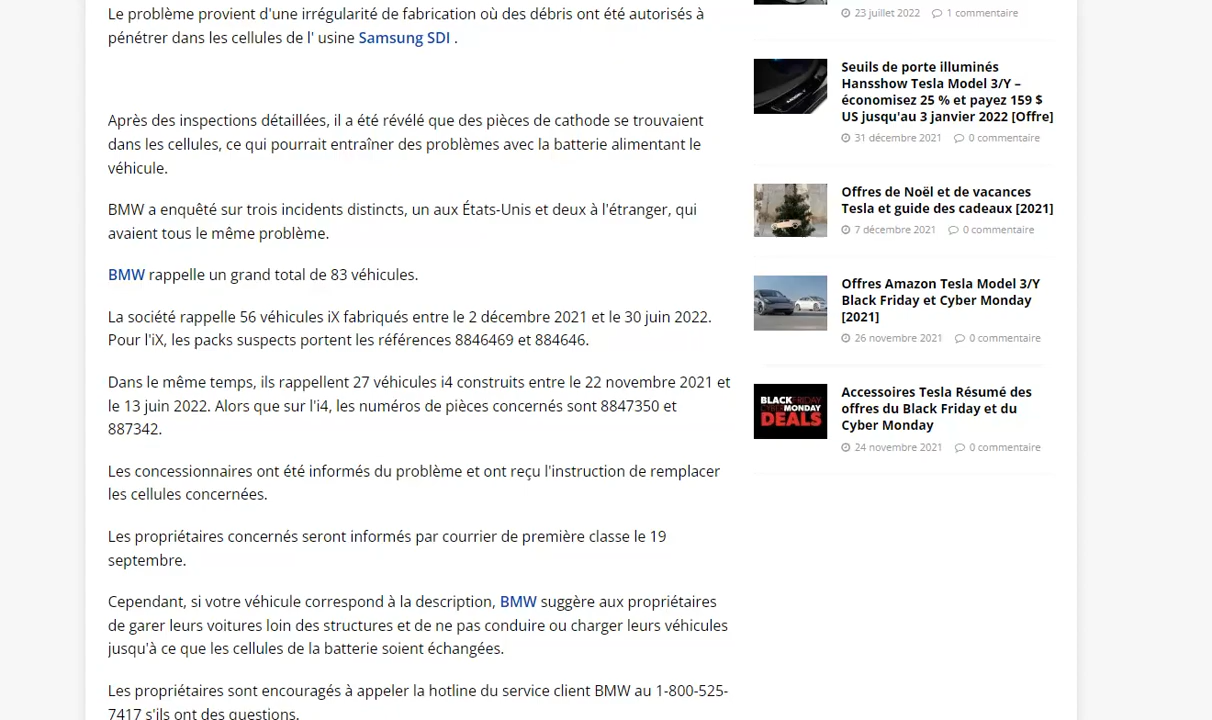 Le problème provient d'une irrégularité de fabrication où des débris ont été autorisés à
pénétrer dans les cellules de l' usine Samsung SDI .
Après des inspections détaillées, il a été révélé que des pièces de cathode se trouvaient
dans les cellules, ce qui pourrait entraîner des problèmes avec la batterie alimentant le
véhicule.
BMW a enquêté sur trois incidents distincts, un aux États-Unis et deux à l'étranger, qui
avaient tous le même problème.
BMW rappelle un grand total de 83 véhicules.
La société rappelle 56 véhicules iX fabriqués entre le 2 décembre 2021 et le 30 juin 2022.
Pour l'iX, les packs suspects portent les références 8846469 et 884646.
Dans le même temps, ils rappellent 27 véhicules i4 construits entre le 22 novembre 2021 et
le 13 juin 2022. Alors que sur l'i4, les numéros de pièces concernés sont 8847350 et
887342.
Les concessionnaires ont été informés du problème et ont reçu l'instruction de remplacer
les cellules concernées.
Les propriétaires concernés seront informés par courrier de première classe le 19
septembre.
Cependant, si votre véhicule correspond à la description, BMW suggère aux propriétaires
de garer leurs voitures loin des structures et de ne pas conduire ou charger leurs véhicules
jusqu'à ce que les cellules de la batterie soient échangées.
Les propriétaires sont encouragés à appeler la hotline du service client BMW au 1-800-525-
7417 s'ils ont des questions.
23 juillet 2022 1 commentaire
Seuils de porte illuminés
Hansshow Tesla Model 3/Y –
économisez 25 % et payez 159 $
US jusqu'au 3 janvier 2022 [Offre]
31 décembre 2021 0 commentaire
Offres de Noël et de vacances
Tesla et guide des cadeaux [2021]
7 décembre 2021 0 commentaire
Offres Amazon Tesla Model 3/Y
Black Friday et Cyber Monday
[2021]
26 novembre 2021 0 commentaire
BLACK FRIDAY
CYBER MONDAY
DEALS
Accessoires Tesla Résumé des
offres du Black Friday et du
Cyber Monday
24 novembre 2021 0 commentaire